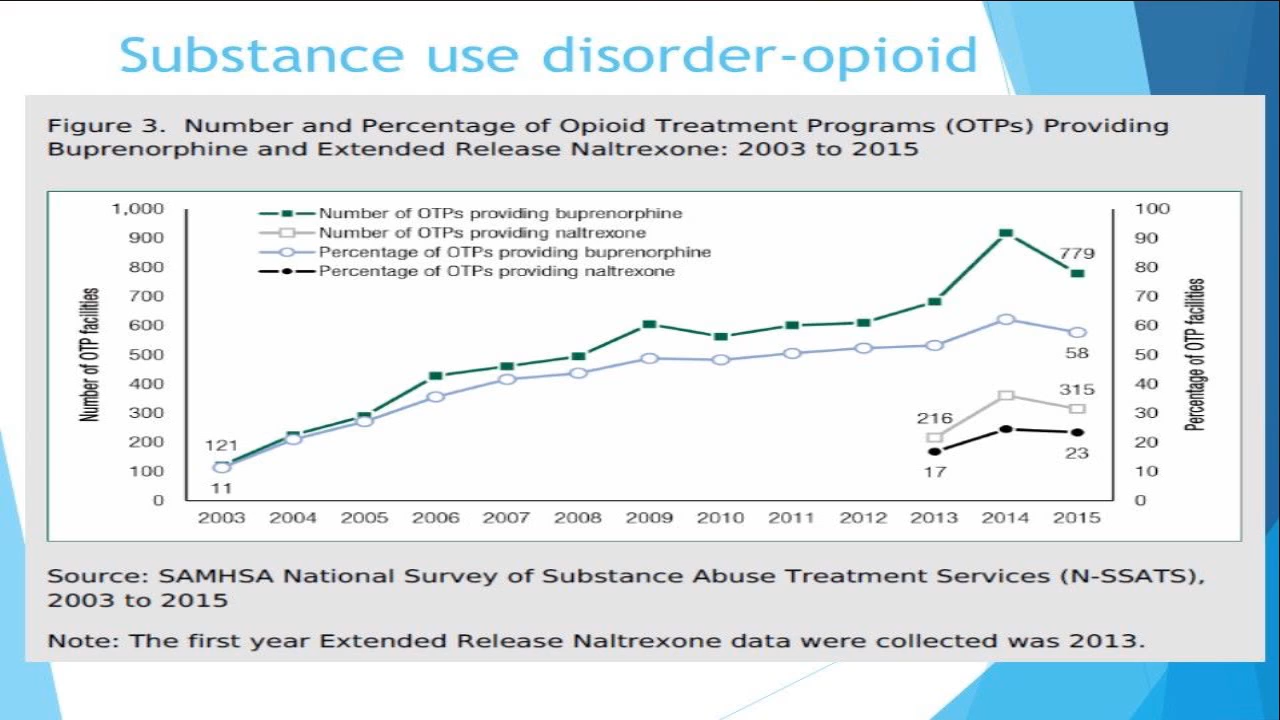 Substance use disorder-opioid
Figure 3. Number and Percentage of Opioid Treatment Programs (OTPs) Providing
Buprenorphine and Extended Release Naltrexone: 2003 to 2015
Number of OTPs providing buprenorphine
Number of OTPs providing naltrexone
Percentage of OTPs providing buprenorphine
Percentage of OTPs providing naltrexone
Number of OTP facilities
1,000
900
800
700
600
500
400
300
200
100
0
121
11
216
17
779
58
315
23
100
90
80
70
60
50
40
30
20
10
0
Percentage of OTP facilities
2003 2004 2005 2006 2007 2008 2009 2010 2011 2012 2013 2014 2015
Source: SAMHSA National Survey of Substance Abuse Treatment Services (N-SSATS),
2003 to 2015
Note: The first year Extended Release Naltrexone data were collected was 2013.